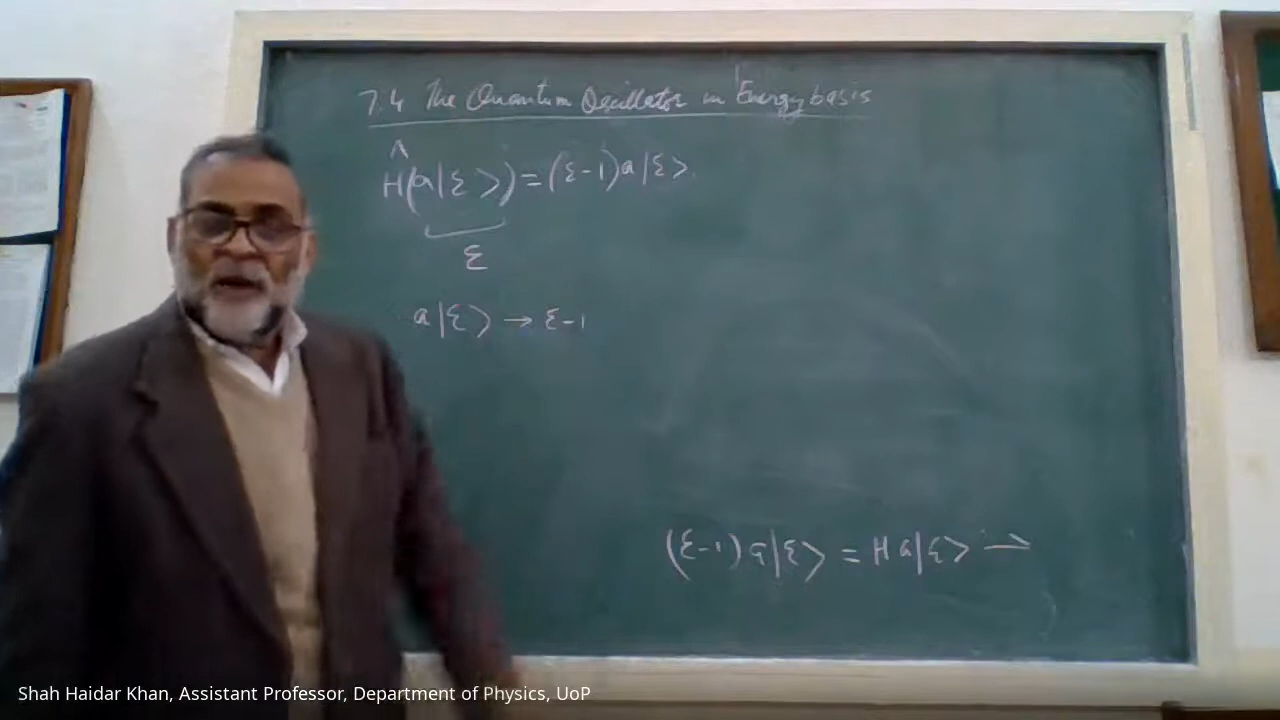 7.4 The Quantum Oscillator in Energy basis
^
H(a|ε>)=(ε-1)a|ε>.
ε
a|ε> → ε-1
(ε-1)a|ε> = Ha|ε> →
Shah Haidar Khan, Assistant Professor, Department of Physics, UoP